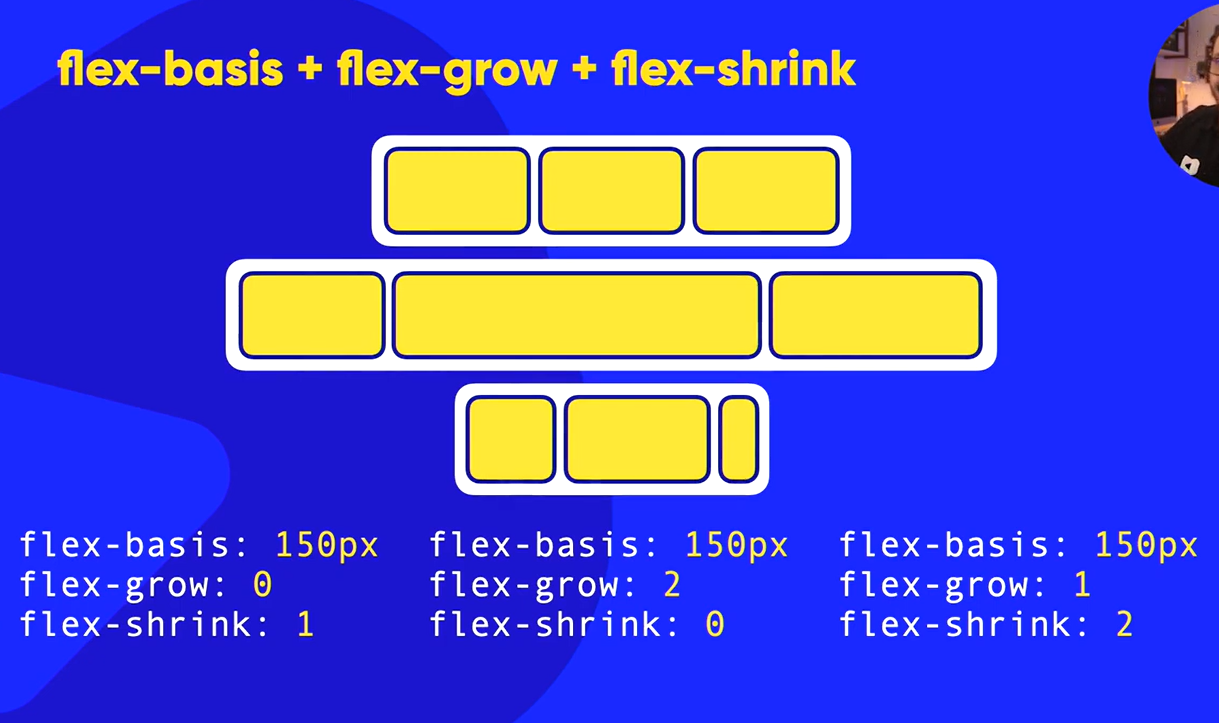 flex-basis + flex-grow + flex-shrink
flex-basis: 150px
flex-grow: 0
flex-shrink: 1
flex-basis: 150px
flex-grow: 2
flex-shrink: 0
flex-basis: 150px
flex-grow: 1
flex-shrink: 2